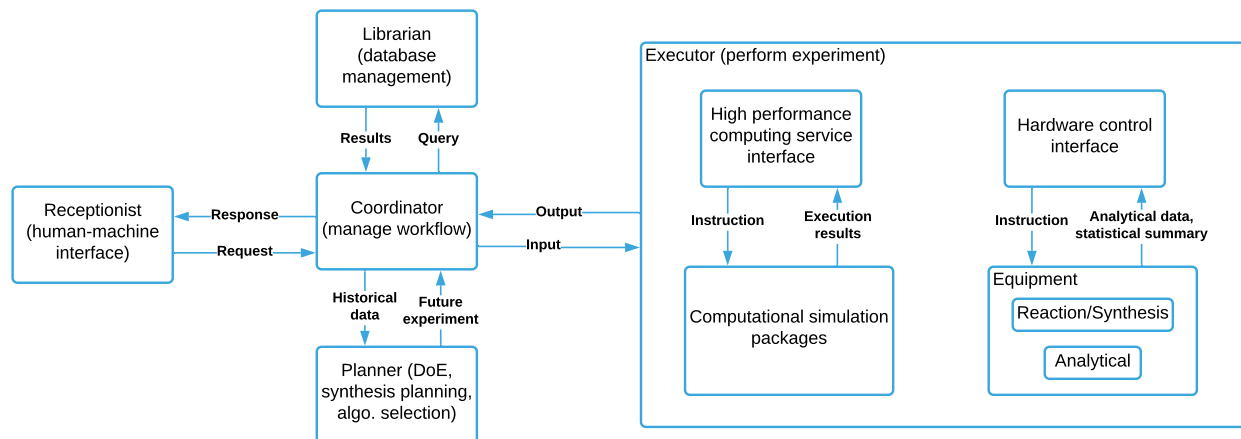 Librarian
(database
management)
Results
Query
Receptionist
(human-machine
interface)
Response
Request
Coordinator
(manage workflow)
Output
Input
Historical
data
Future
experiment
Planner (DoE,
synthesis planning,
algo. selection)
Executor (perform experiment)
High performance
computing service
interface
Instruction
Execution
results
Computational simulation
packages
Hardware control
interface
Instruction
Analytical data,
statistical summary
Equipment
Reaction/Synthesis
Analytical